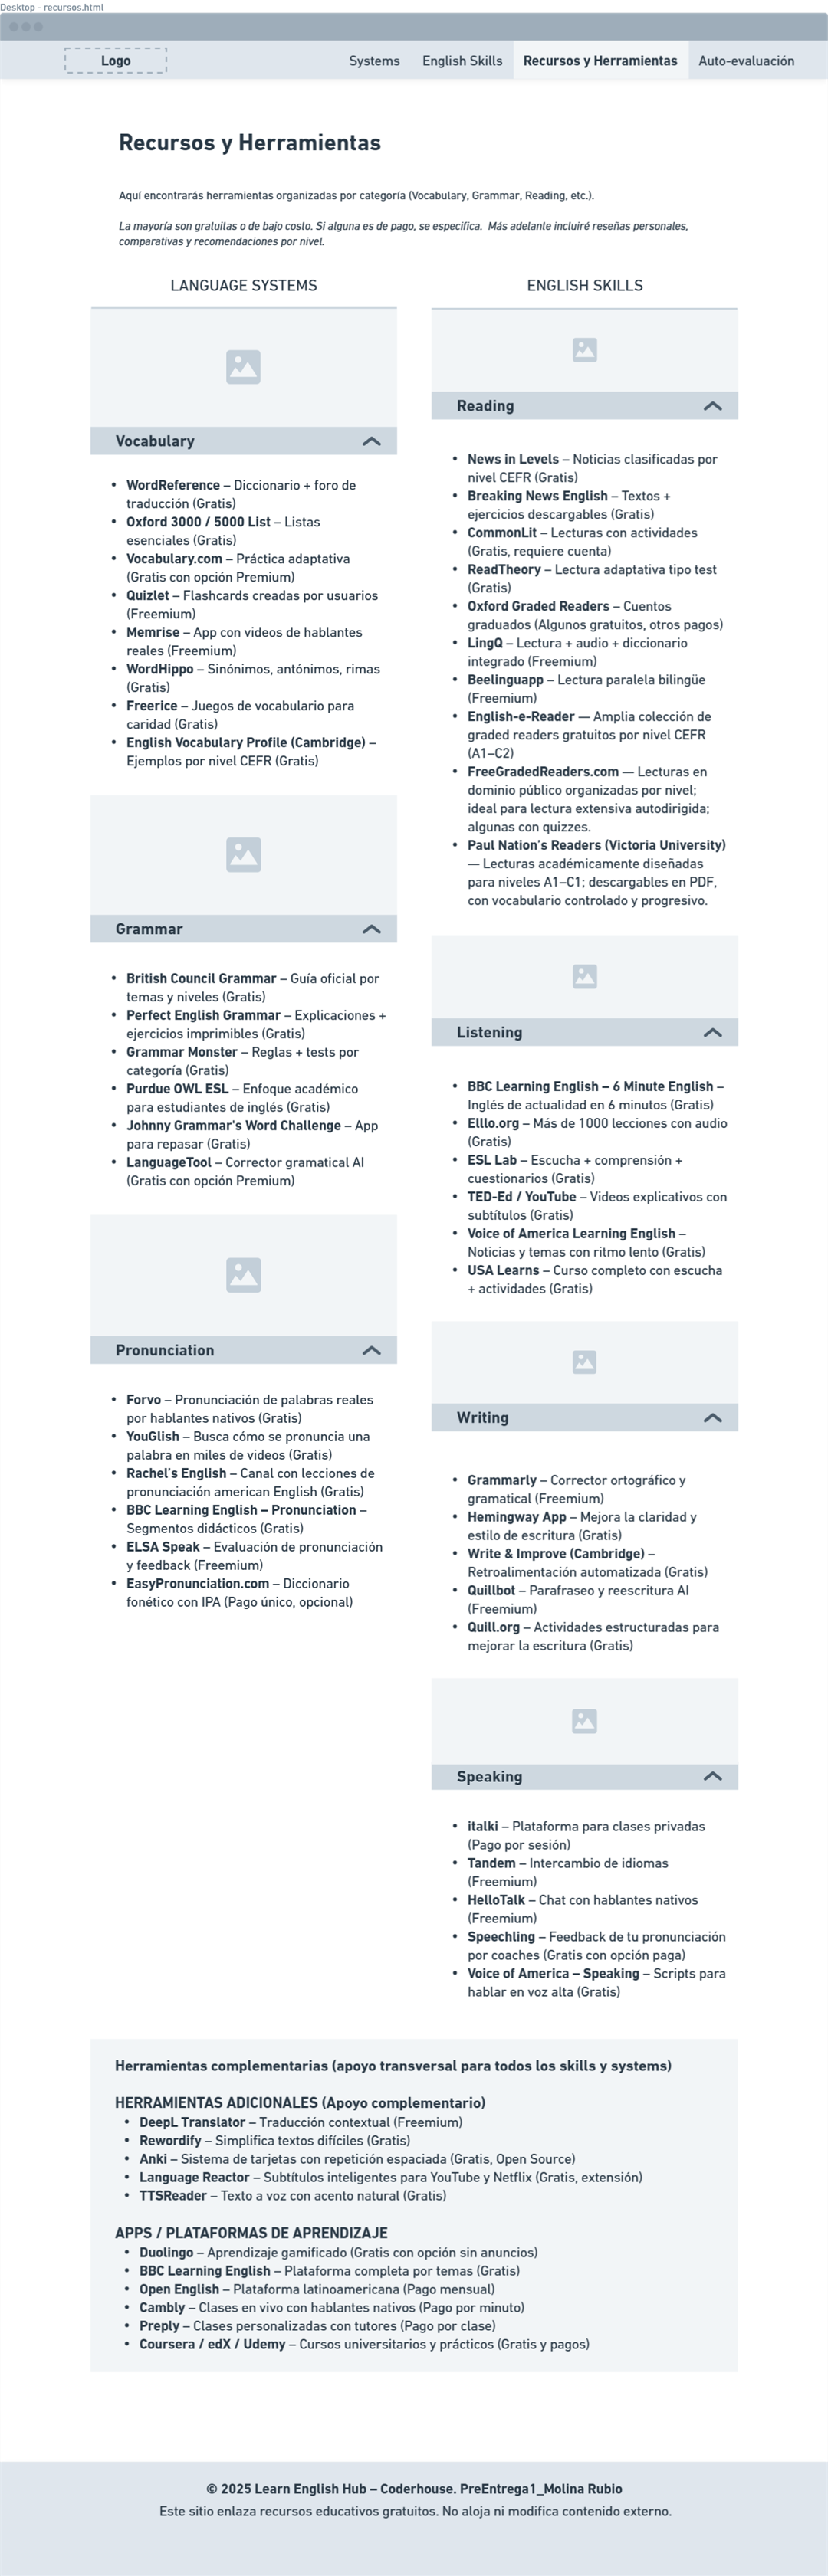 Desktop - recursos.html
Logo
Systems
English Skills
Recursos y Herramientas
Auto-evaluación
Recursos y Herramientas
Aquí encontrarás herramientas organizadas por categoría (Vocabulary, Grammar, Reading, etc.).
La mayoría son gratuitas o de bajo costo. Si alguna es de pago, se especifica. Más adelante incluiré reseñas personales,
comparativas y recomendaciones por nivel.
LANGUAGE SYSTEMS
Vocabulary
• WordReference – Diccionario + foro de
traducción (Gratis)
• Oxford 3000 / 5000 List – Listas
esenciales (Gratis)
• Vocabulary.com – Práctica adaptativa
(Gratis con opción Premium)
• Quizlet – Flashcards creadas por usuarios
(Freemium)
• Memrise – App con videos de hablantes
reales (Freemium)
• WordHippo – Sinónimos, antónimos, rimas
(Gratis)
• Freerice – Juegos de vocabulario para
caridad (Gratis)
• English Vocabulary Profile (Cambridge) –
Ejemplos por nivel CEFR (Gratis)
Grammar
• British Council Grammar – Guía oficial por
temas y niveles (Gratis)
• Perfect English Grammar – Explicaciones +
ejercicios imprimibles (Gratis)
• Grammar Monster – Reglas + tests por
categoría (Gratis)
• Purdue OWL ESL – Enfoque académico
para estudiantes de inglés (Gratis)
• Johnny Grammar's Word Challenge – App
para repasar (Gratis)
• LanguageTool – Corrector gramatical AI
(Gratis con opción Premium)
Pronunciation
• Forvo – Pronunciación de palabras reales
por hablantes nativos (Gratis)
• YouGlish – Busca cómo se pronuncia una
palabra en miles de videos (Gratis)
• Rachel's English – Canal con lecciones de
pronunciación american English (Gratis)
• BBC Learning English – Pronunciation –
Segmentos didácticos (Gratis)
• ELSA Speak – Evaluación de pronunciación
y feedback (Freemium)
• EasyPronunciation.com – Diccionario
fonético con IPA (Pago único, opcional)
ENGLISH SKILLS
Reading
• News in Levels – Noticias clasificadas por
nivel CEFR (Gratis)
• Breaking News English – Textos +
ejercicios descargables (Gratis)
• CommonLit – Lecturas con actividades
(Gratis, requiere cuenta)
• ReadTheory – Lectura adaptativa tipo test
(Gratis)
• Oxford Graded Readers – Cuentos
graduados (Algunos gratuitos, otros pagos)
• LingQ – Lectura + audio + diccionario
integrado (Freemium)
• Beelinguapp – Lectura paralela bilingüe
(Freemium)
• English-e-Reader — Amplia colección de
graded readers gratuitos por nivel CEFR
(A1–C2)
• FreeGradedReaders.com — Lecturas en
dominio público organizadas por nivel;
ideal para lectura extensiva autodirigida;
algunas con quizzes.
• Paul Nation's Readers (Victoria University)
— Lecturas académicamente diseñadas
para niveles A1–C1; descargables en PDF,
con vocabulario controlado y progresivo.
Listening
• BBC Learning English – 6 Minute English –
Inglés de actualidad en 6 minutos (Gratis)
• Elllo.org – Más de 1000 lecciones con audio
(Gratis)
• ESL Lab – Escucha + comprensión +
cuestionarios (Gratis)
• TED-Ed / YouTube – Videos explicativos con
subtítulos (Gratis)
• Voice of America Learning English –
Noticias y temas con ritmo lento (Gratis)
• USA Learns – Curso completo con escucha
+ actividades (Gratis)
Writing
• Grammarly – Corrector ortográfico y
gramatical (Freemium)
• Hemingway App – Mejora la claridad y
estilo de escritura (Gratis)
• Write & Improve (Cambridge) –
Retroalimentación automatizada (Gratis)
• Quillbot – Parafraseo y reescritura AI
(Freemium)
• Quill.org – Actividades estructuradas para
mejorar la escritura (Gratis)
Speaking
• italki – Plataforma para clases privadas
(Pago por sesión)
• Tandem – Intercambio de idiomas
(Freemium)
• HelloTalk – Chat con hablantes nativos
(Freemium)
• Speechling – Feedback de tu pronunciación
por coaches (Gratis con opción paga)
• Voice of America – Speaking – Scripts para
hablar en voz alta (Gratis)
Herramientas complementarias (apoyo transversal para todos los skills y systems)
HERRAMIENTAS ADICIONALES (Apoyo complementario)
• DeepL Translator – Traducción contextual (Freemium)
• Rewordify – Simplifica textos difíciles (Gratis)
• Anki – Sistema de tarjetas con repetición espaciada (Gratis, Open Source)
• Language Reactor – Subtítulos inteligentes para YouTube y Netflix (Gratis, extensión)
• TTSReader – Texto a voz con acento natural (Gratis)
APPS / PLATAFORMAS DE APRENDIZAJE
• Duolingo – Aprendizaje gamificado (Gratis con opción sin anuncios)
• BBC Learning English – Plataforma completa por temas (Gratis)
• Open English – Plataforma latinoamericana (Pago mensual)
• Cambly – Clases en vivo con hablantes nativos (Pago por minuto)
• Preply – Clases personalizadas con tutores (Pago por clase)
• Coursera / edX / Udemy – Cursos universitarios y prácticos (Gratis y pagos)
© 2025 Learn English Hub – Coderhouse. PreEntrega1_Molina Rubio
Este sitio enlaza recursos educativos gratuitos. No aloja ni modifica contenido externo.